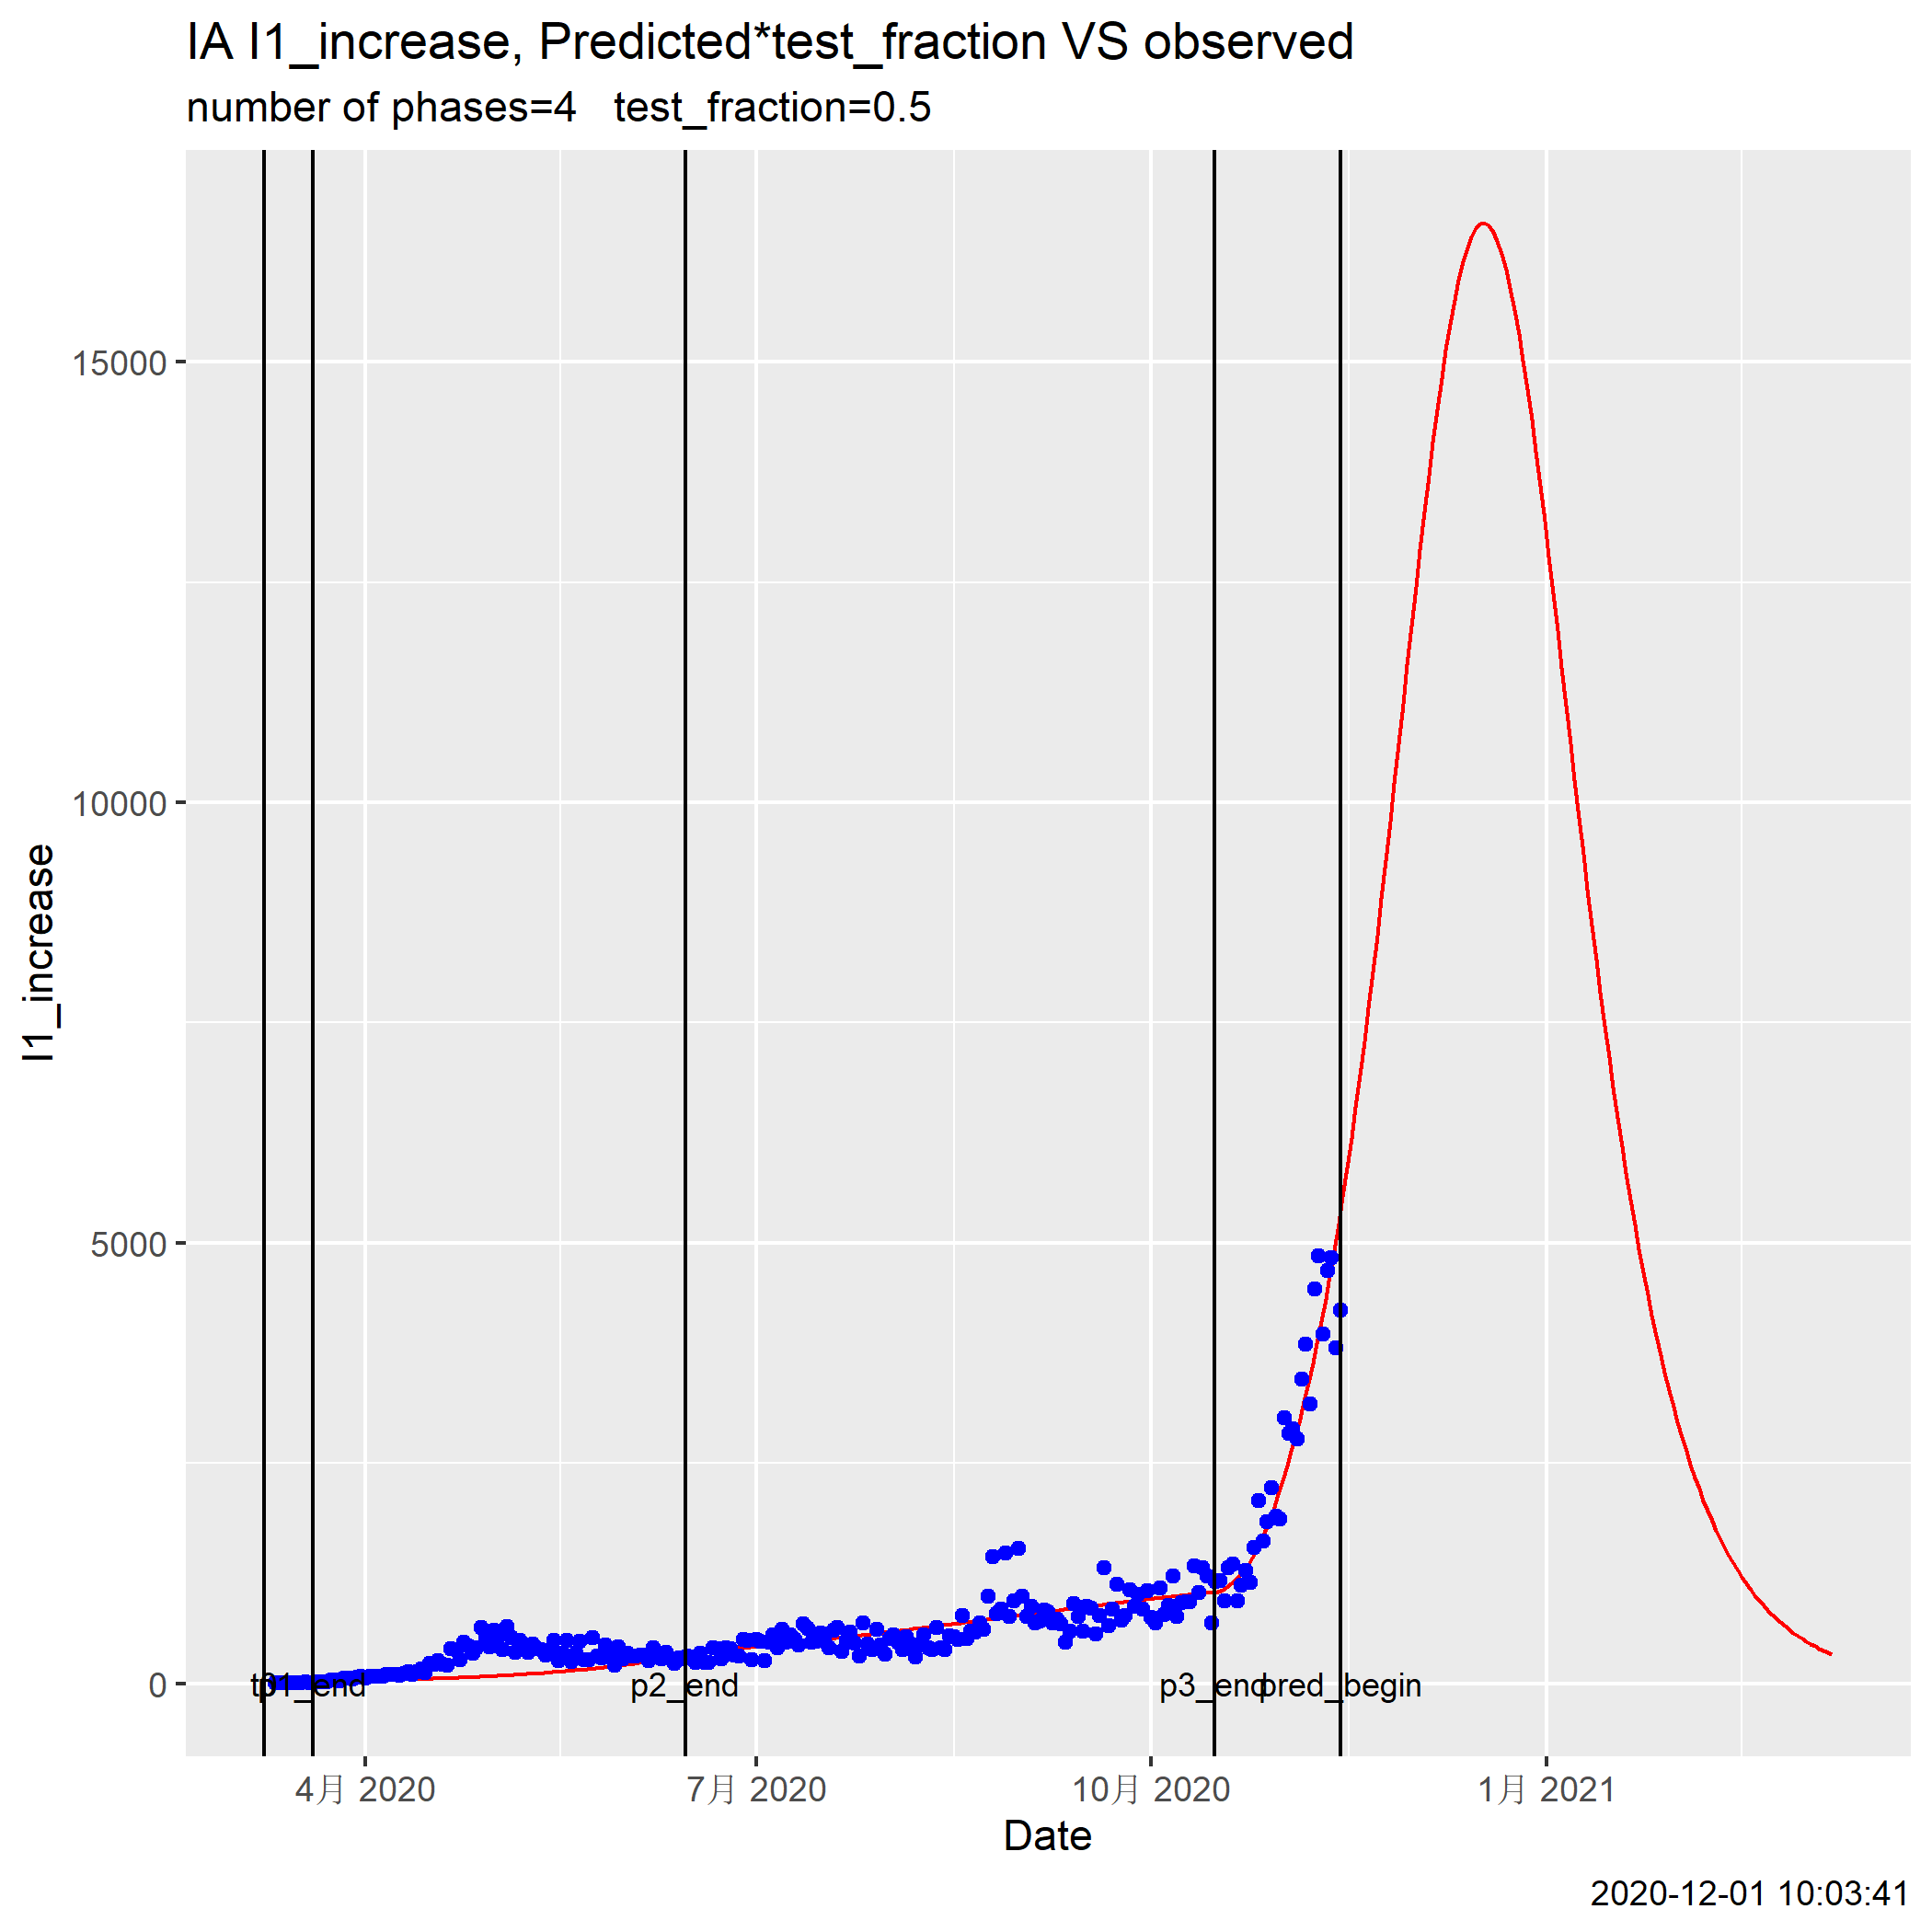 IA I1_increase, Predicted*test_fraction VS observed
number of phases=4 test_fraction=0.5
I1_increase
15000
10000
5000
0
p1_end
p2_end
p3_end
pred_begin
4月 2020
7月 2020
10月 2020
1月 2021
Date
2020-12-01 10:03:41